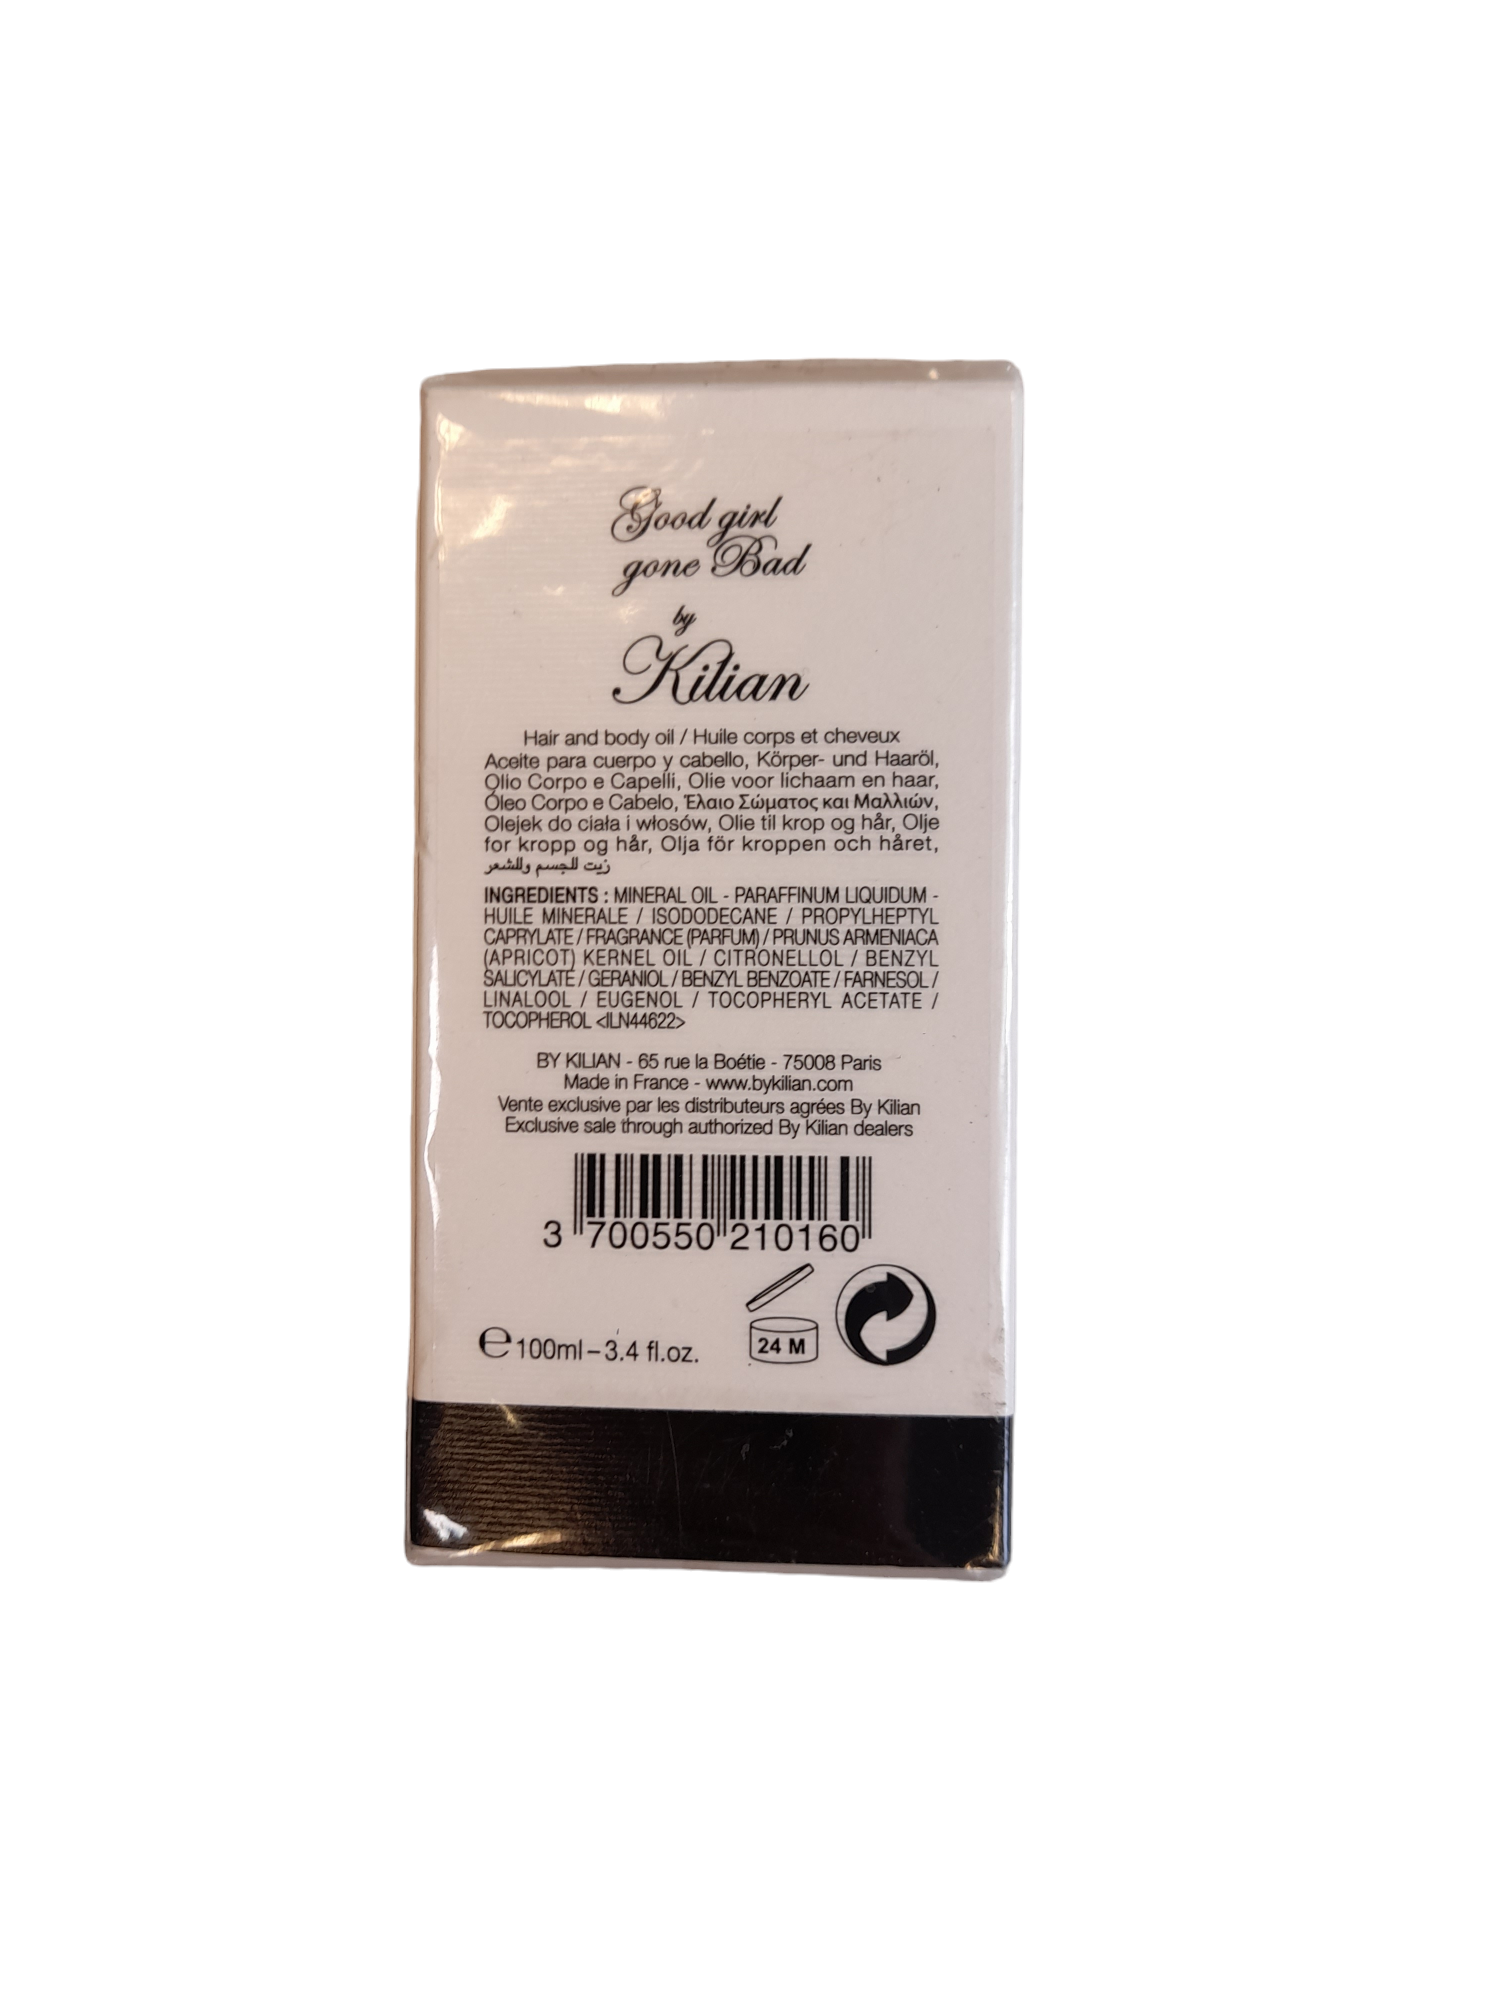 Good girl
gone Bad
by
Kilian
Hair and body oil / Huile corps et cheveux
Aceite para cuerpo y cabello, Körper- und Haaröl,
Olio Corpo e Capelli, Olie voor lichaam en haar,
Óleo Corpo e Cabelo, Έλαιο Σώματος και Μαλλιών,
Olejek do ciała i włosów, Olie til krop og hår, Olje
for kropp og hår, Olja för kroppen och håret,
زيت للجسم وللشعر
INGREDIENTS : MINERAL OIL - PARAFFINUM LIQUIDUM -
HUILE MINERALE / ISODODECANE / PROPYLHEPTYL
CAPRYLATE / FRAGRANCE (PARFUM) / PRUNUS ARMENIACA
(APRICOT) KERNEL OIL / CITRONELLOL / BENZYL
SALICYLATE / GERANIOL / BENZYL BENZOATE / FARNESOL /
LINALOOL / EUGENOL / TOCOPHERYL ACETATE /
TOCOPHEROL <ILN44622>
BY KILIAN - 65 rue la Boétie - 75008 Paris
Made in France - www.bykilian.com
Vente exclusive par les distributeurs agrées By Kilian
Exclusive sale through authorized By Kilian dealers
3 700550 210160
24 M
℮ 100ml – 3.4 fl.oz.